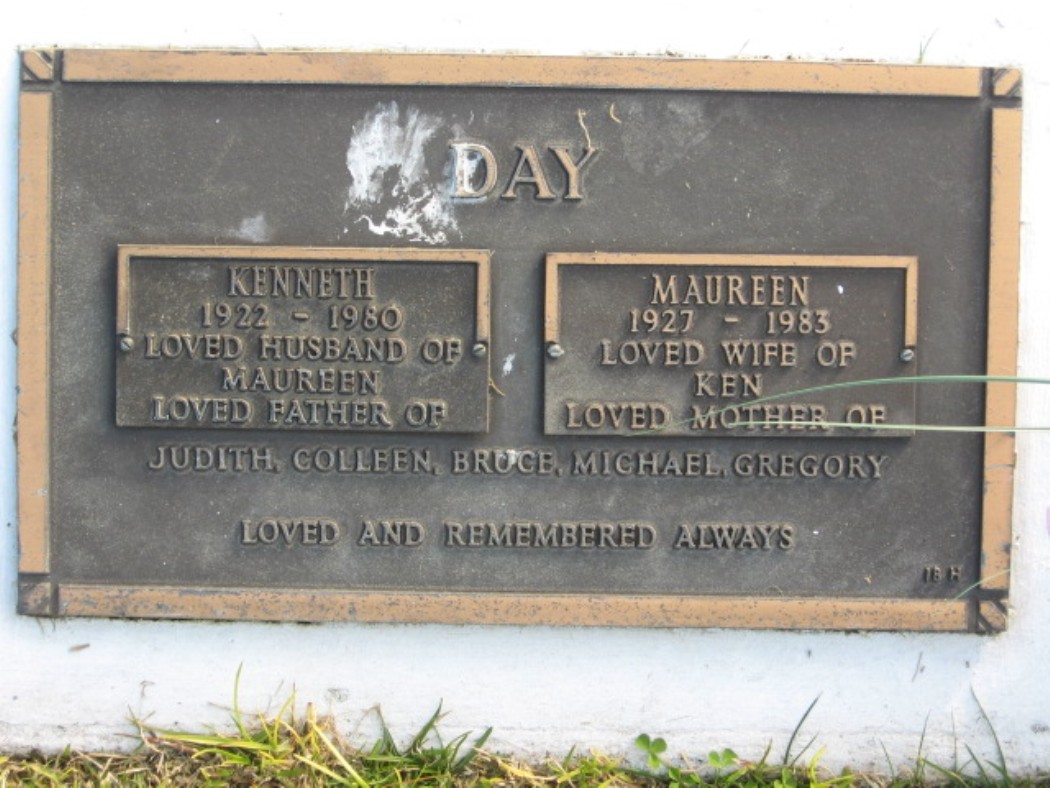 DAY
KENNETH
1922 - 1980
LOVED HUSBAND OF
MAUREEN
LOVED FATHER OF
MAUREEN
1927 - 1983
LOVED WIFE OF
KEN
LOVED MOTHER OF
JUDITH, COLLEEN, BRUCE, MICHAEL, GREGORY
LOVED AND REMEMBERED ALWAYS